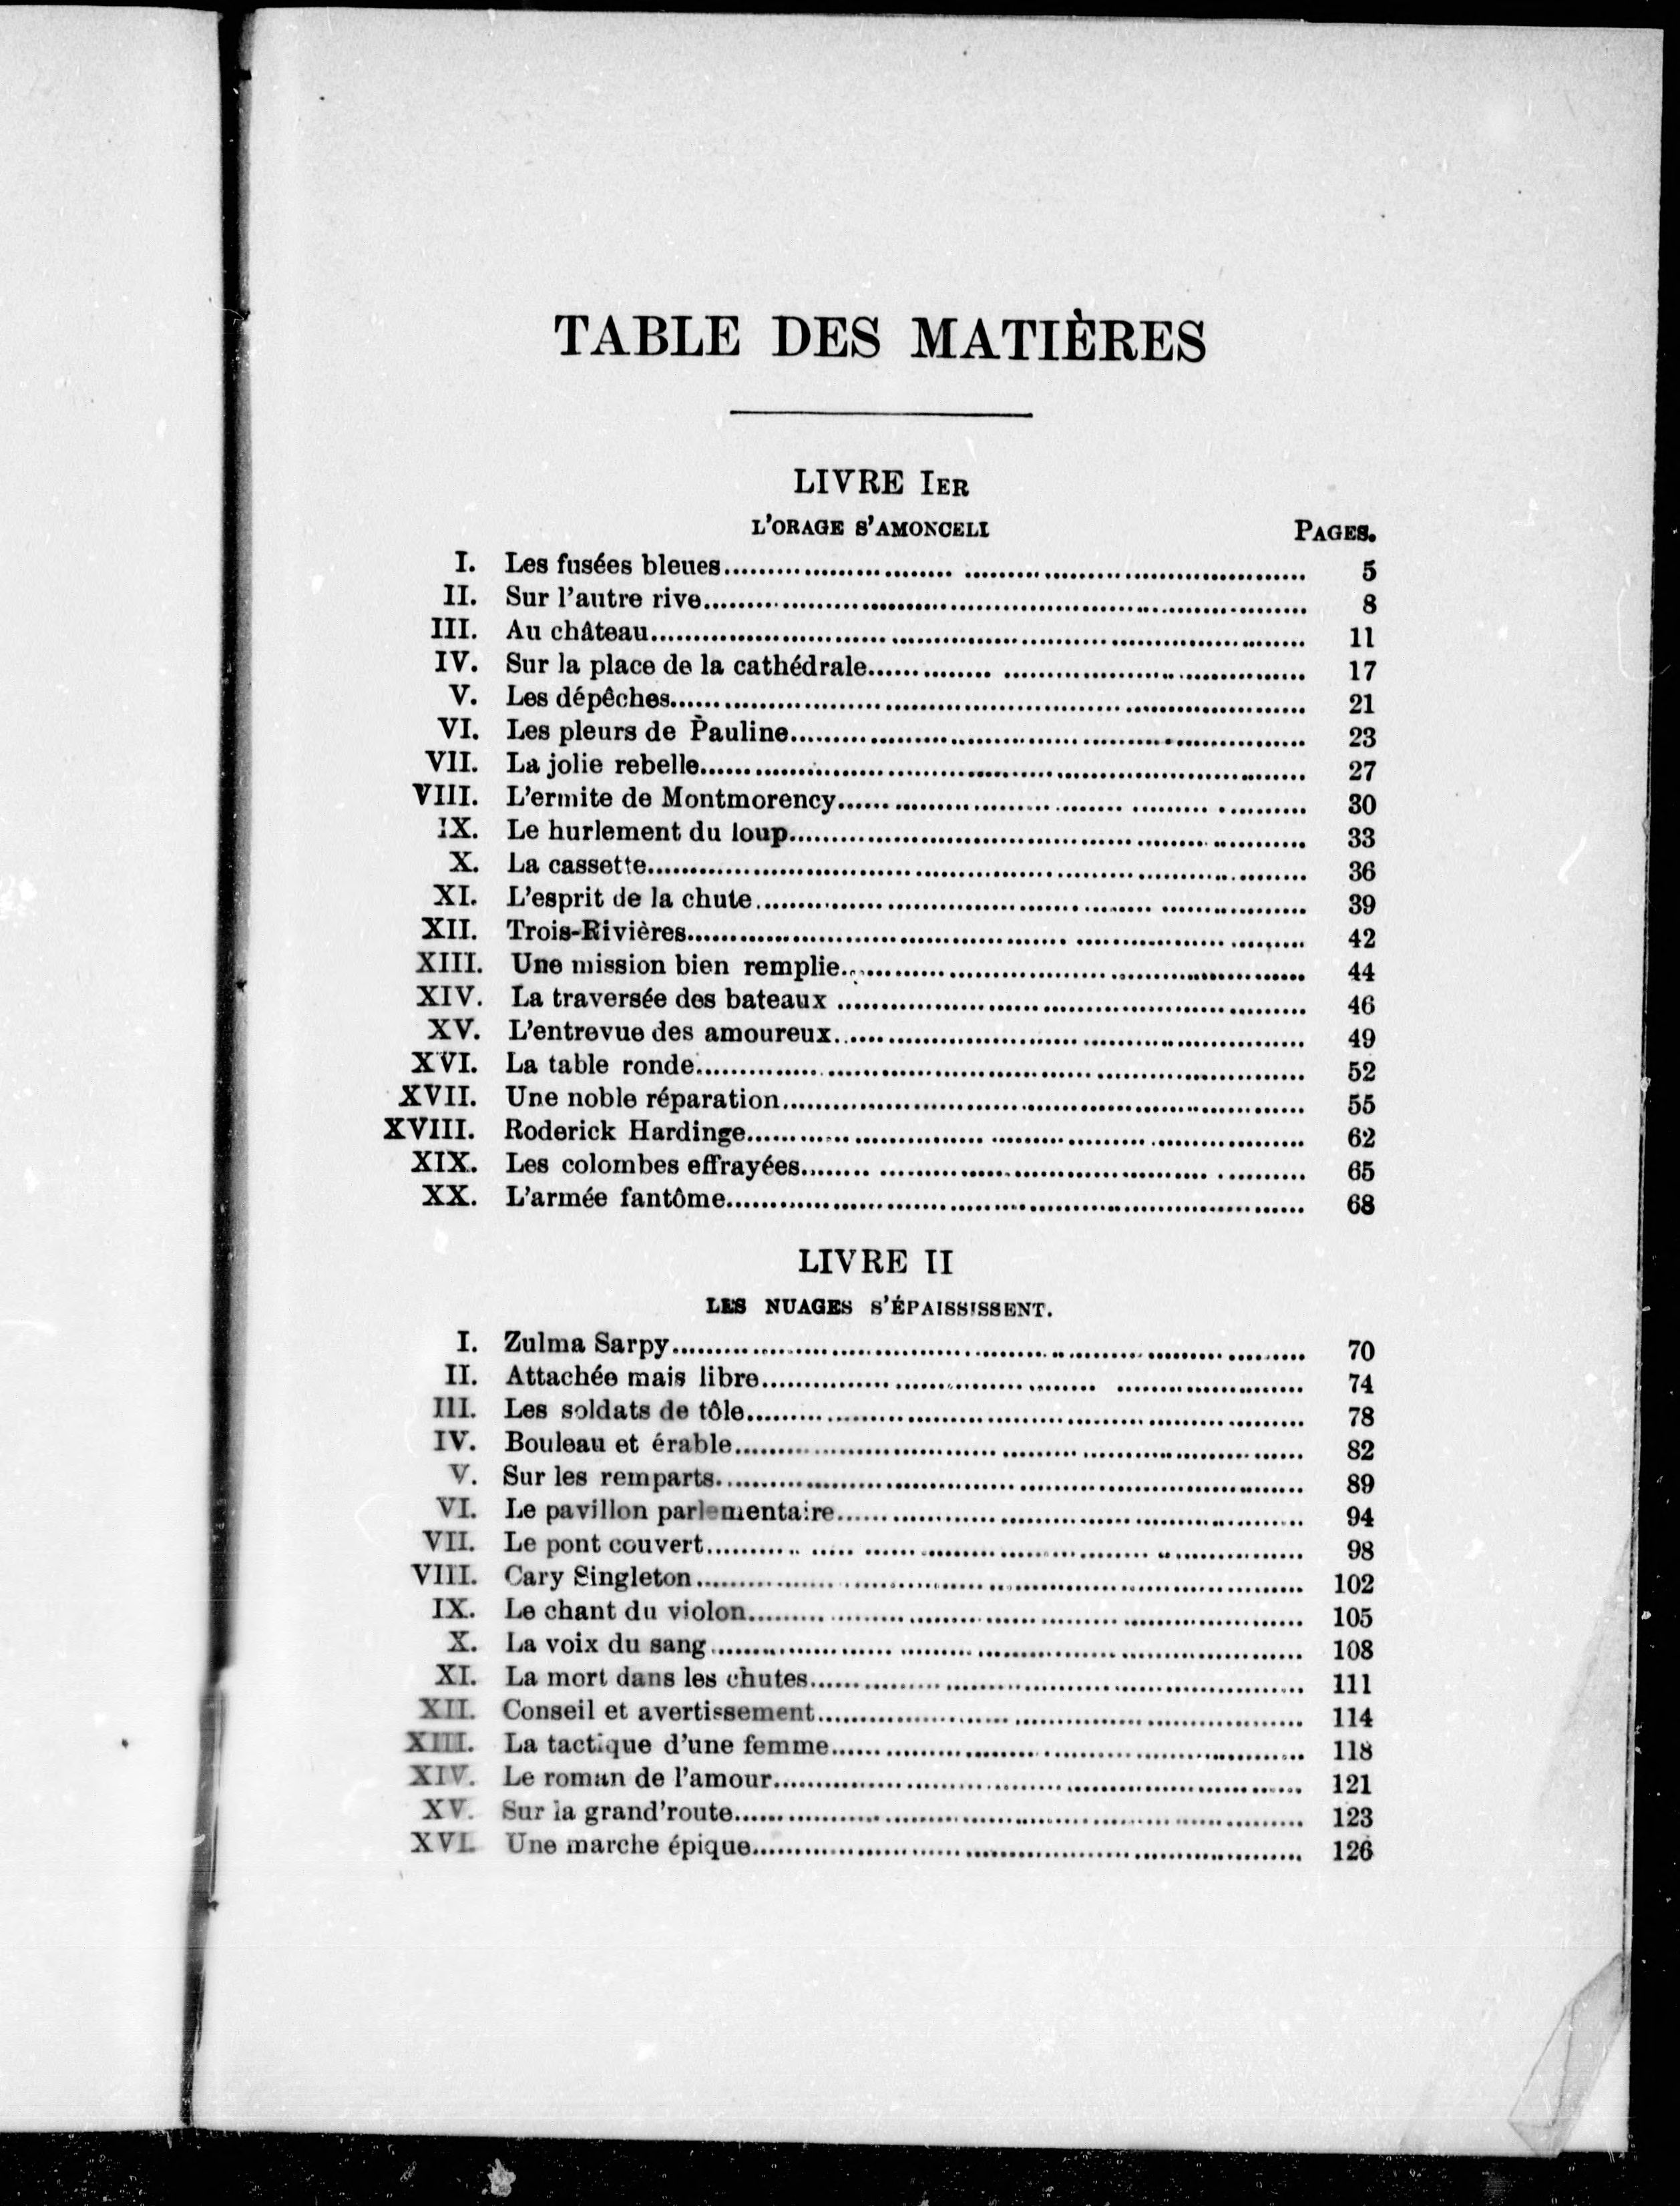 TABLE DES MATIÈRES
LIVRE IER
L'ORAGE S'AMONCELL
PAGES.
I. Les fusées bleues 5
II. Sur l'autre rive 8
III. Au château 11
IV. Sur la place de la cathédrale 17
V. Les dépêches 21
VI. Les pleurs de Pauline 23
VII. La jolie rebelle 27
VIII. L'ermite de Montmorency 30
IX. Le hurlement du loup 33
X. La cassette 36
XI. L'esprit de la chute 39
XII. Trois-Rivières 42
XIII. Une mission bien remplie 44
XIV. La traversée des bateaux 46
XV. L'entrevue des amoureux 49
XVI. La table ronde 52
XVII. Une noble réparation 55
XVIII. Roderick Hardinge 62
XIX. Les colombes effrayées 65
XX. L'armée fantôme 68
LIVRE II
LES NUAGES S'ÉPAISSISSENT.
I. Zulma Sarpy 70
II. Attachée mais libre 74
III. Les soldats de tôle 78
IV. Bouleau et érable 82
V. Sur les remparts 89
VI. Le pavillon parlementaire 94
VII. Le pont couvert 98
VIII. Cary Singleton 102
IX. Le chant du violon 105
X. La voix du sang 108
XI. La mort dans les chutes 111
XII. Conseil et avertissement 114
XIII. La tactique d'une femme 118
XIV. Le roman de l'amour 121
XV. Sur la grand'route 123
XVI. Une marche épique 126